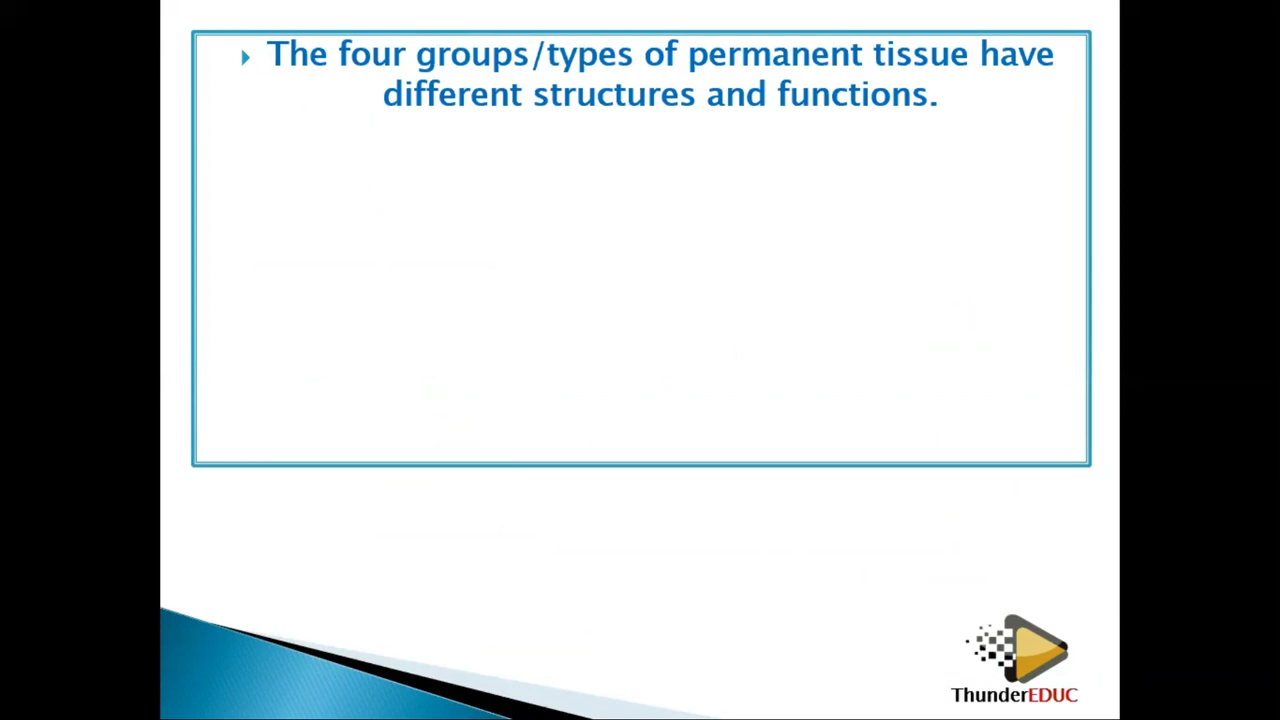 The four groups/types of permanent tissue have
different structures and functions.
ThunderEDUC